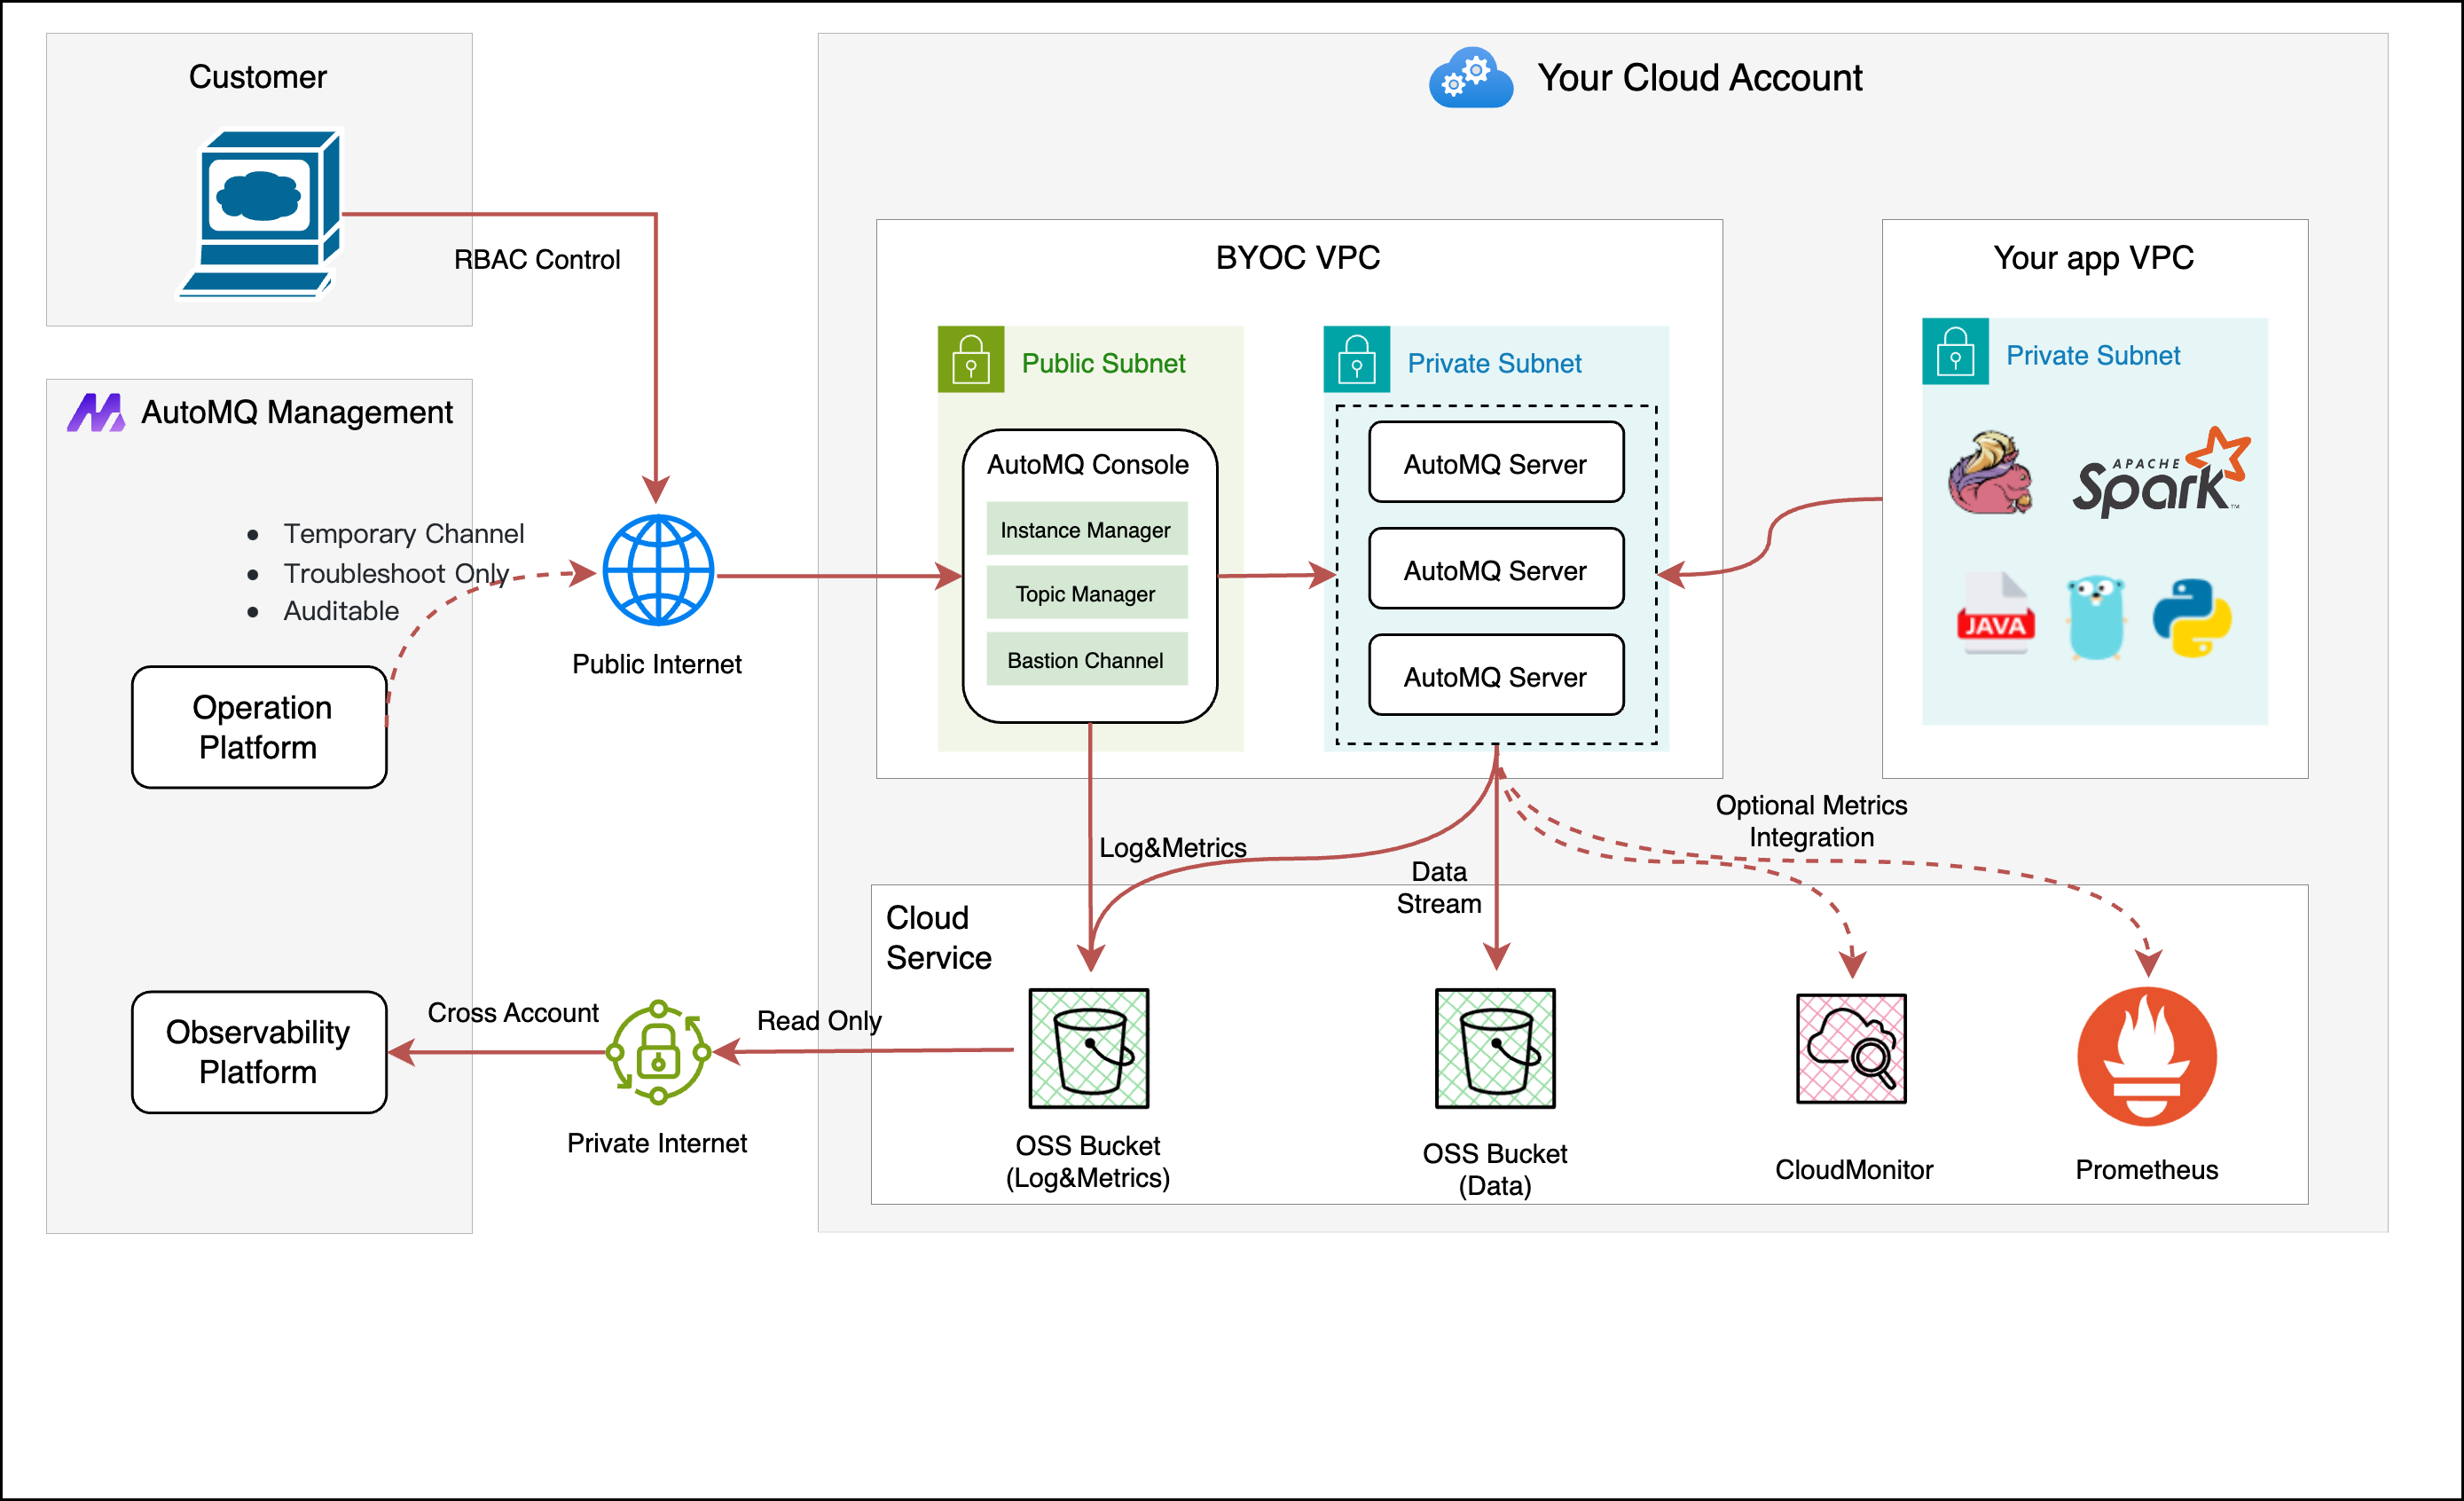 Customer
RBAC Control
AutoMQ Management
Temporary Channel
Troubleshoot Only
Auditable
Operation
Platform
Public Internet
Observability
Platform
Cross Account
Private Internet
Read Only
Your Cloud Account
BYOC VPC
Public Subnet
AutoMQ Console
Instance Manager
Topic Manager
Bastion Channel
Private Subnet
AutoMQ Server
AutoMQ Server
AutoMQ Server
Your app VPC
Private Subnet
APACHE
Spark™
JAVA
Log&Metrics
Data
Stream
Optional Metrics
Integration
Cloud
Service
OSS Bucket
(Log&Metrics)
OSS Bucket
(Data)
CloudMonitor
Prometheus